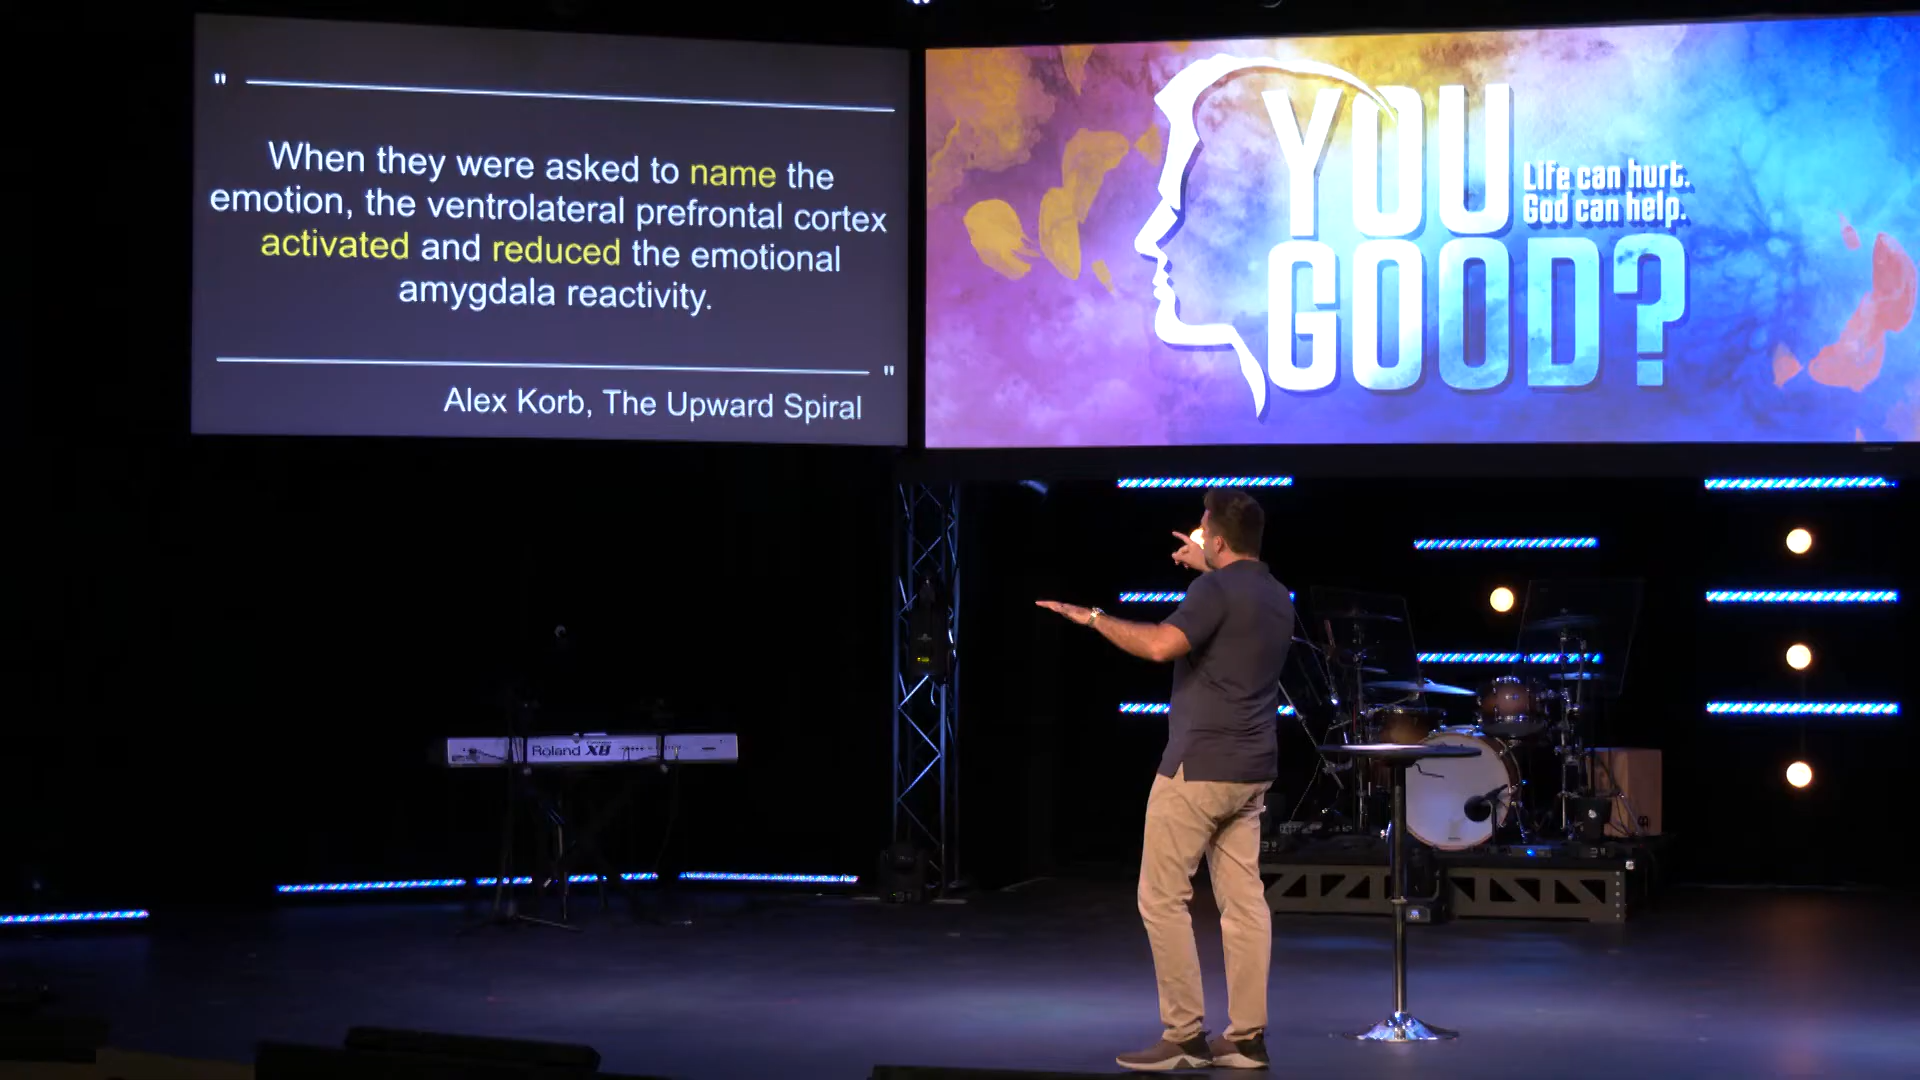 "
When they were asked to name the
emotion, the ventrolateral prefrontal cortex
activated and reduced the emotional
amygdala reactivity.
"
Alex Korb, The Upward Spiral
YOU
Life can hurt.
God can help.
GOOD?
Roland X8